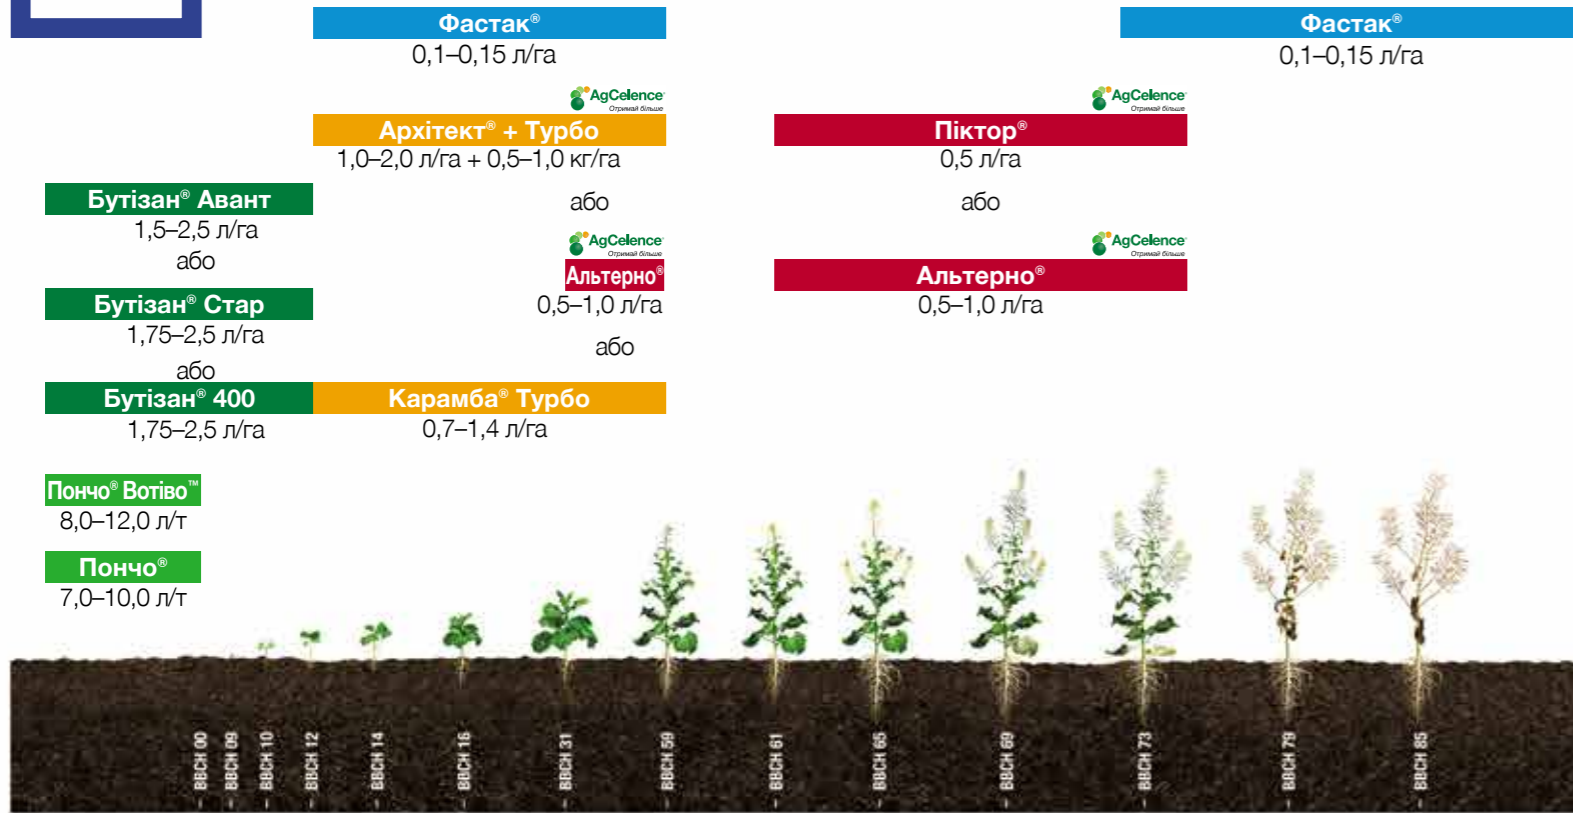 Фастак®
0,1–0,15 л/га
Фастак®
0,1–0,15 л/га
AgCelence
Отримай більше
Архітект® + Турбо
1,0–2,0 л/га + 0,5–1,0 кг/га
AgCelence
Отримай більше
Піктор®
0,5 л/га
Бутізан® Авант
1,5–2,5 л/га
або
або
або
AgCelence
Отримай більше
Альтерно®
0,5–1,0 л/га
AgCelence
Отримай більше
Альтерно®
0,5–1,0 л/га
Бутізан® Стар
1,75–2,5 л/га
або
або
Бутізан® 400
1,75–2,5 л/га
Карамба® Турбо
0,7–1,4 л/га
Пончо® Вотіво™
8,0–12,0 л/т
Пончо®
7,0–10,0 л/т
– BBCH 00
– BBCH 09
– BBCH 10
– BBCH 12
– BBCH 14
– BBCH 16
– BBCH 31
– BBCH 59
– BBCH 61
– BBCH 65
– BBCH 69
– BBCH 73
– BBCH 79
– BBCH 85